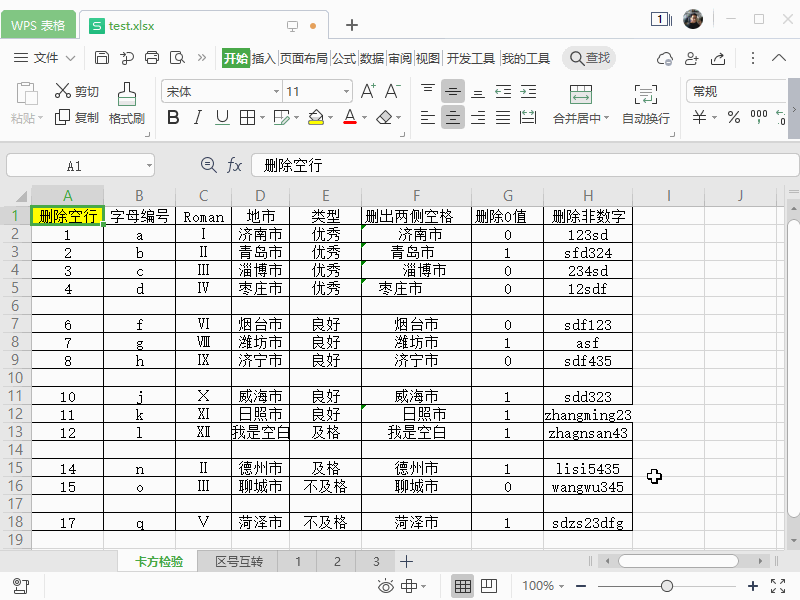 WPS 表格 test.xlsx 1
文件 开始 插入 页面布局 公式 数据 审阅 视图 开发工具 我的工具 查找
粘贴 剪切 复制 格式刷 宋体 11 A+ A- B I U A 合并居中 自动换行 常规 ¥ % 000
A1 fx 删除空行
A B C D E F G H I J
1 删除空行 字母编号 Roman 地市 类型 删出两侧空格 删除0值 删除非数字
2 1 a Ⅰ 济南市 优秀 济南市 0 123sd
3 2 b Ⅱ 青岛市 优秀 青岛市 1 sfd324
4 3 c Ⅲ 淄博市 优秀 淄博市 0 234sd
5 4 d Ⅳ 枣庄市 优秀 枣庄市 0 12sdf
6
7 6 f Ⅵ 烟台市 良好 烟台市 0 sdf123
8 7 g Ⅷ 潍坊市 良好 潍坊市 1 asf
9 8 h Ⅸ 济宁市 良好 济宁市 0 sdf435
10
11 10 j Ⅹ 威海市 良好 威海市 1 sdd323
12 11 k Ⅺ 日照市 良好 日照市 1 zhangming23
13 12 l Ⅻ 我是空白 及格 我是空白 1 zhagnsan43
14
15 14 n Ⅱ 德州市 及格 德州市 1 lisi5435
16 15 o Ⅲ 聊城市 不及格 聊城市 0 wangwu345
17
18 17 q Ⅴ 菏泽市 不及格 菏泽市 1 sdzs23dfg
19
卡方检验 区号互转 1 2 3
100%